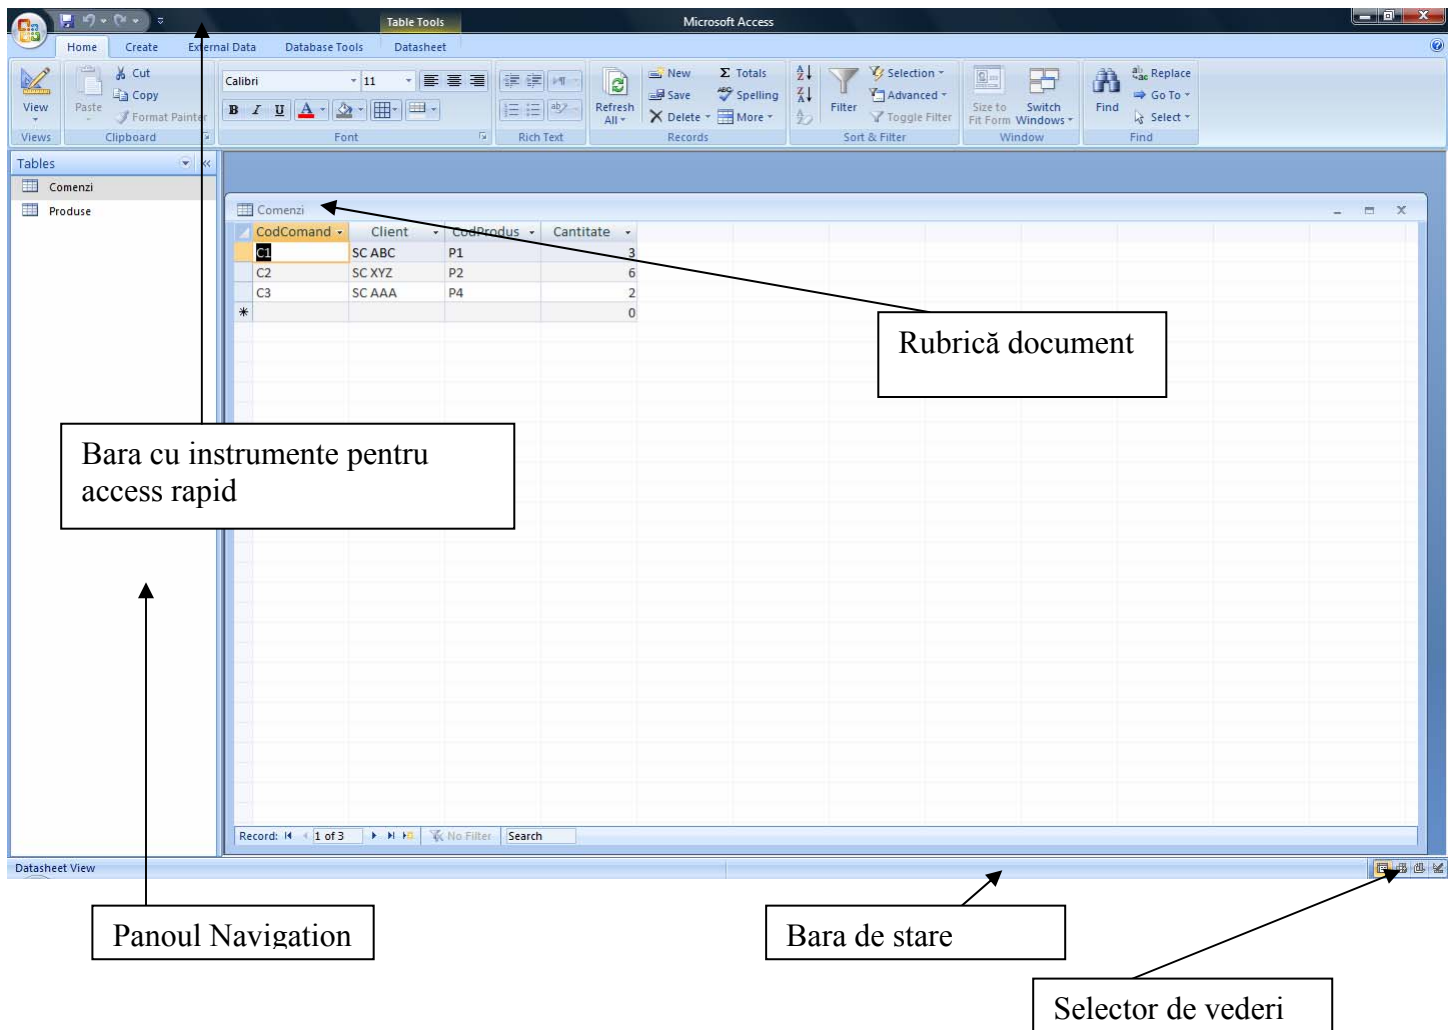 Table Tools Microsoft Access
Home Create External Data Database Tools Datasheet
View
Views
Paste
Cut
Copy
Format Painter
Clipboard
Calibri 11
B I U A
Font
Rich Text
Refresh
All
New
Save
Delete
Σ Totals
Spelling
More
Records
Filter
Selection
Advanced
Toggle Filter
Sort & Filter
Size to
Fit Form
Switch
Windows
Window
Find
Replace
Go To
Select
Find
Tables
Comenzi
Produse
Comenzi
CodComand Client CodProdus Cantitate
C1 SC ABC P1 3
C2 SC XYZ P2 6
C3 SC AAA P4 2
0
Rubrică document
Bara cu instrumente pentru
access rapid
Record: 1 of 3 No Filter Search
Datasheet View
Panoul Navigation
Bara de stare
Selector de vederi